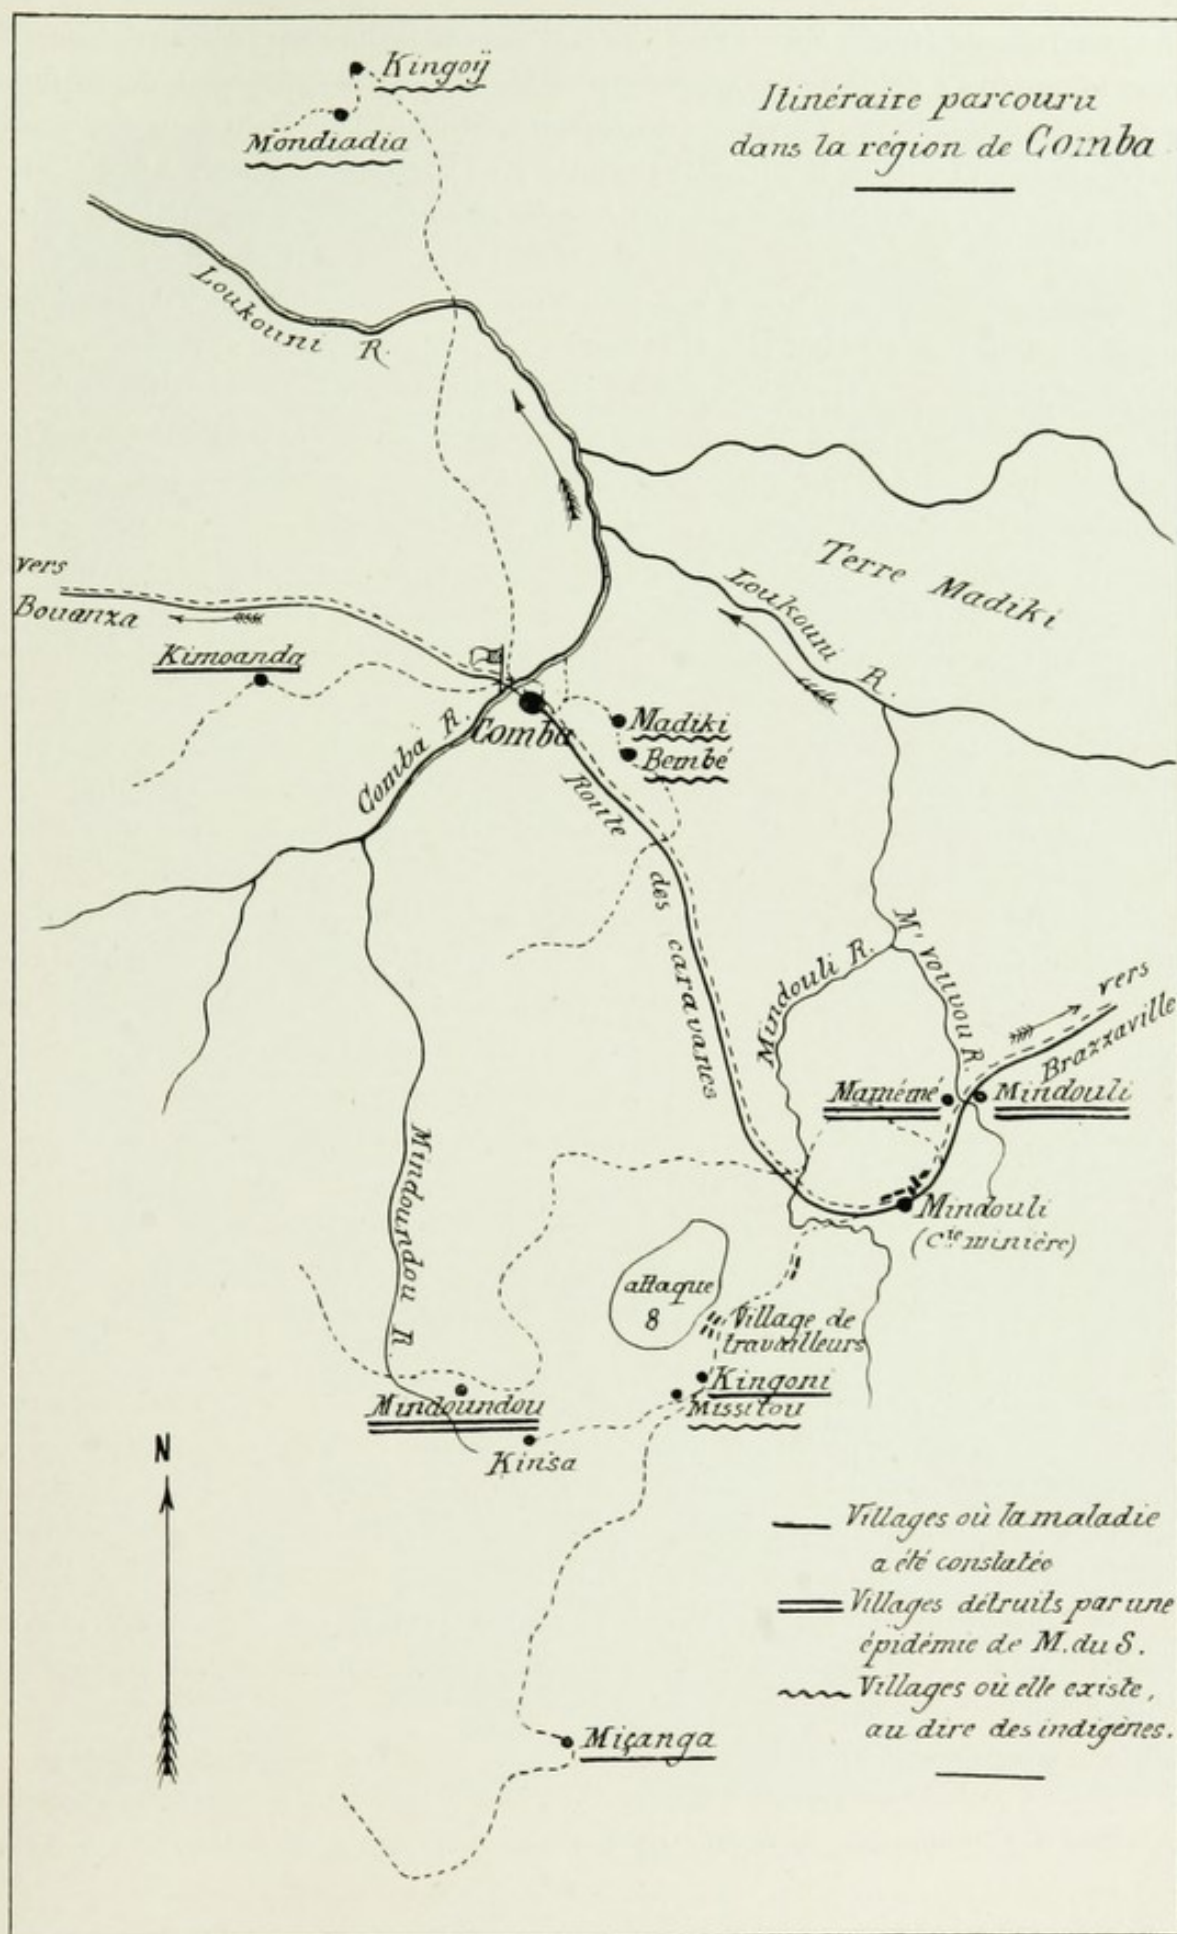 Itinéraire parcouru
dans la région de Comba
Kingoÿ
Mondiadia
Loukouni R.
Terre Madiki
Loukouni R.
vers
Bouanza
Kimoanda
Comba R.
Comba
Madiki
Bembé
Route des caravanes
Mindouli R.
M'vouvou R.
vers
Brazzaville
Mamémé
Mindouli
Mindouli
(Cie minière)
Mindoundou R
attaque
8
Village de
travailleurs
Kingoni
Missitou
Mindoundou
Kinsa
N
Miçanga
Villages où la maladie
a été constatée
Villages détruits par une
épidémie de M. du S.
Villages où elle existe,
au dire des indigènes.